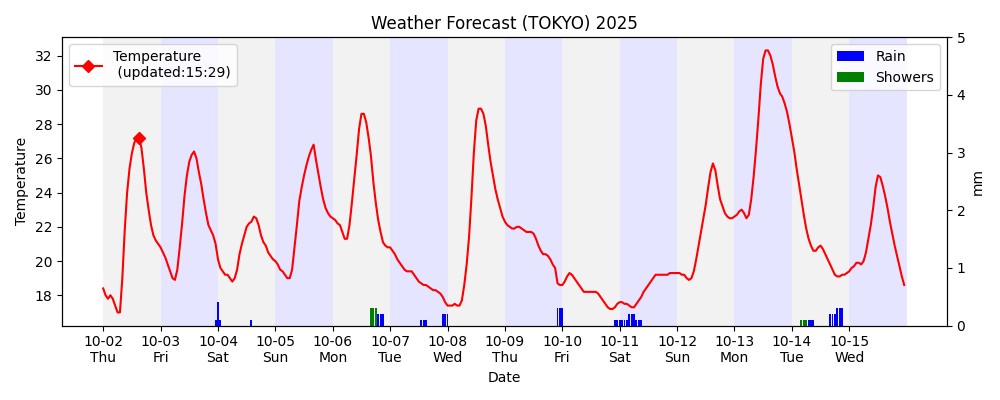 Weather Forecast (TOKYO) 2025
Temperature
(updated:15:29)
Rain
Showers
Temperature
32
30
28
26
24
22
20
18
5
4
3
2
1
0
mm
10-02 10-03 10-04 10-05 10-06 10-07 10-08 10-09 10-10 10-11 10-12 10-13 10-14 10-15
Thu Fri Sat Sun Mon Tue Wed Thu Fri Sat Sun Mon Tue Wed
Date